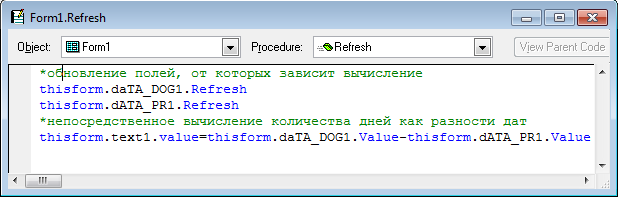 Form1.Refresh
Object: Form1 Procedure: Refresh View Parent Code
*обновление полей, от которых зависит вычисление
thisform.daTA_DOG1.Refresh
thisform.dATA_PR1.Refresh
*непосредственное вычисление количества дней как разности дат
thisform.text1.value=thisform.daTA_DOG1.Value-thisform.dATA_PR1.Value